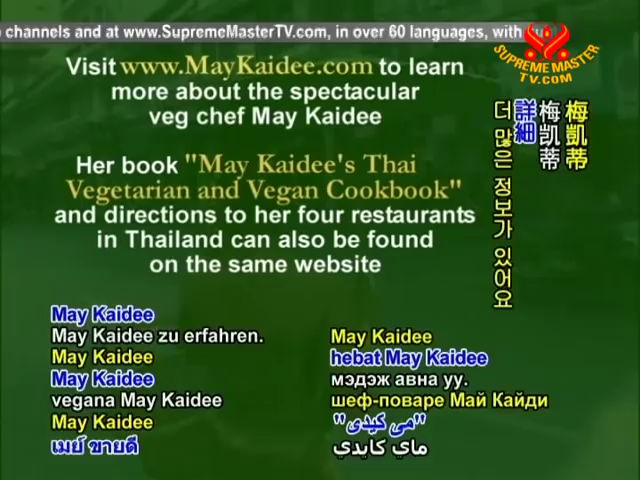 channels and at www.SupremeMasterTV.com, in over 60 languages, with
SUPREME MASTER
TV.COM
Visit www.MayKaidee.com to learn
more about the spectacular
veg chef May Kaidee
Her book "May Kaidee's Thai
Vegetarian and Vegan Cookbook"
and directions to her four restaurants
in Thailand can also be found
on the same website
梅凱蒂
梅凯蒂
詳細
더 많은 정보가 있어요
May Kaidee
May Kaidee zu erfahren.
May Kaidee
May Kaidee
vegana May Kaidee
May Kaidee
เมย์ ขายดี
May Kaidee
hebat May Kaidee
мэдэж авна уу.
шеф-поваре Май Кайди
"می کیدی"
ماي كايدي